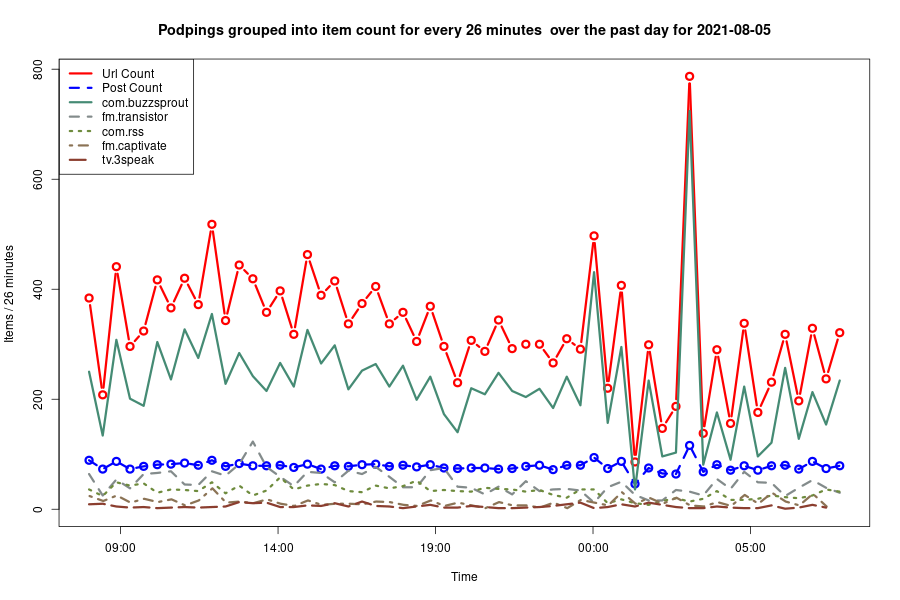 Podpings grouped into item count for every 26 minutes  over the past day for 2021-08-05
Url Count
Post Count
com.buzzsprout
fm.transistor
com.rss
fm.captivate
tv.3speak
Items / 26 minutes
800
600
400
200
0
09:00
14:00
19:00
00:00
05:00
Time